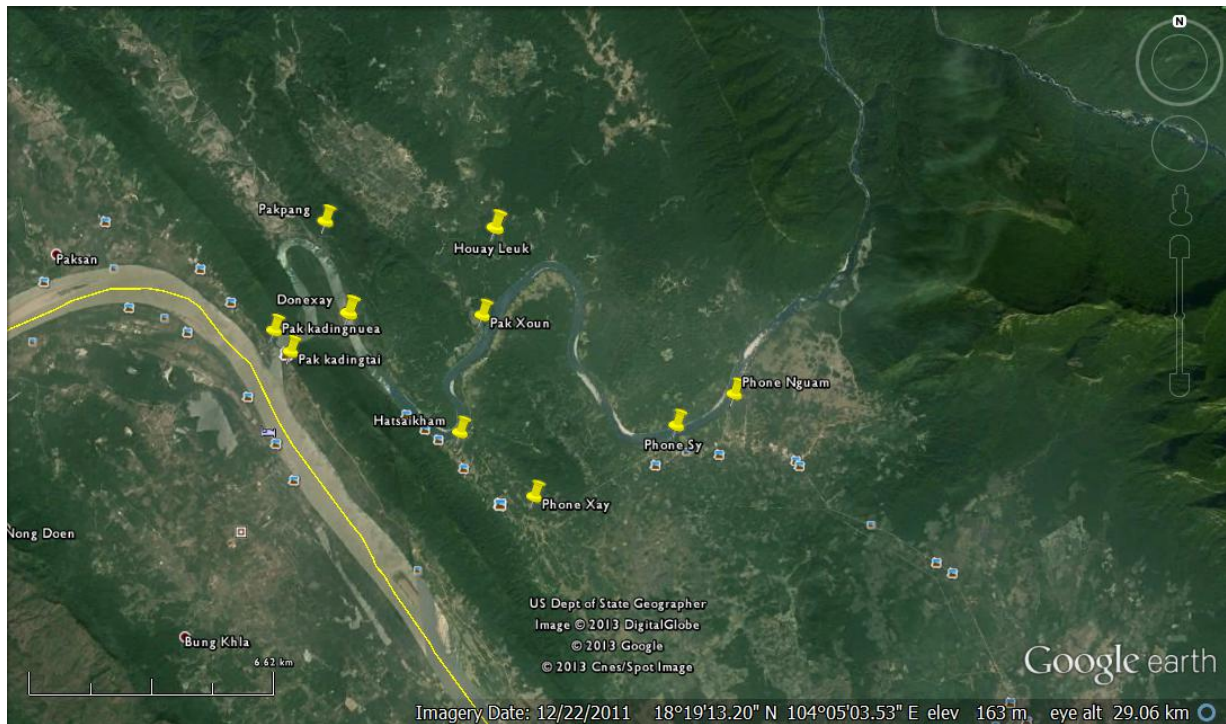 N
Pakpang
Houay Leuk
Paksan
Donexay
Pak kadingnuea
Pak Xoun
Pak kadingtai
Phone Nguam
Hatsaikham
Phone Sy
Phone Xay
Nong Doen
US Dept of State Geographer
Image © 2013 DigitalGlobe
© 2013 Google
© 2013 Cnes/Spot Image
Bung Khla
6.62 km
Google earth
Imagery Date: 12/22/2011 18°19'13.20" N 104°05'03.53" E elev 163 m eye alt 29.06 km